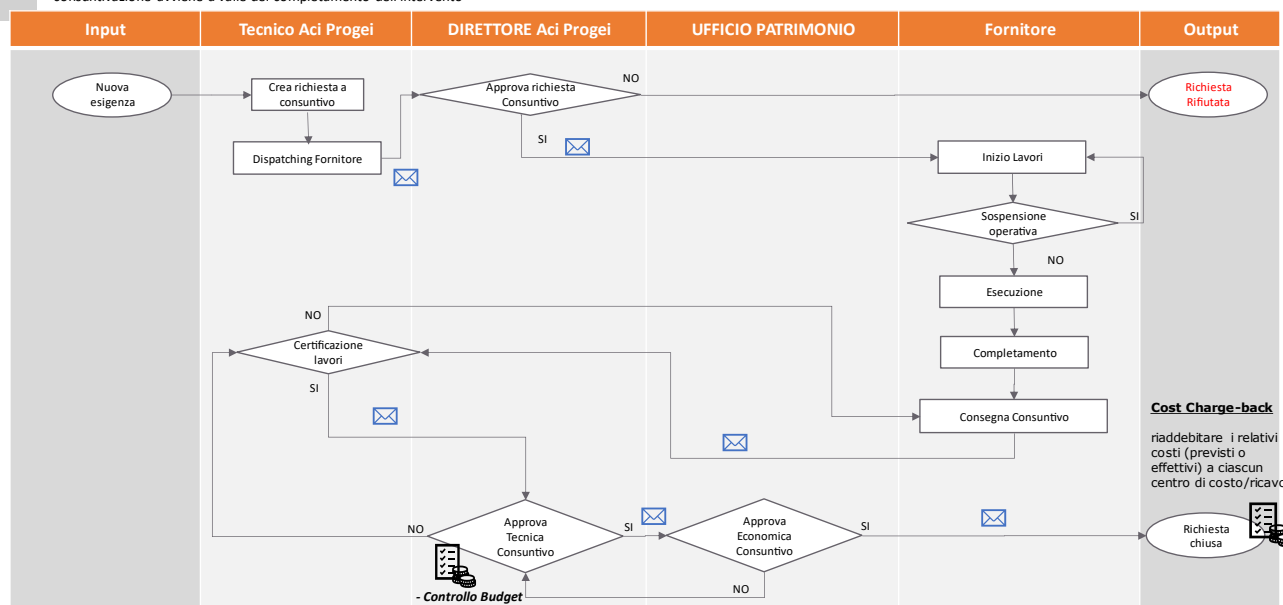 Input
Tecnico Aci Progei
DIRETTORE Aci Progei
UFFICIO PATRIMONIO
Fornitore
Output
Nuova
esigenza
Crea richiesta a
consuntivo
Approva richiesta
Consuntivo
NO
Richiesta
Rifiutata
Dispatching Fornitore
SI
Inizio Lavori
Sospensione
operativa
SI
NO
Esecuzione
NO
Certificazione
lavori
Completamento
SI
Consegna Consuntivo
Cost Charge-back
riaddebitare i relativi
costi (previsti o
effettivi) a ciascun
centro di costo/ricavo
NO
Approva
Tecnica
Consuntivo
SI
Approva
Economica
Consuntivo
SI
Richiesta
chiusa
NO
- Controllo Budget